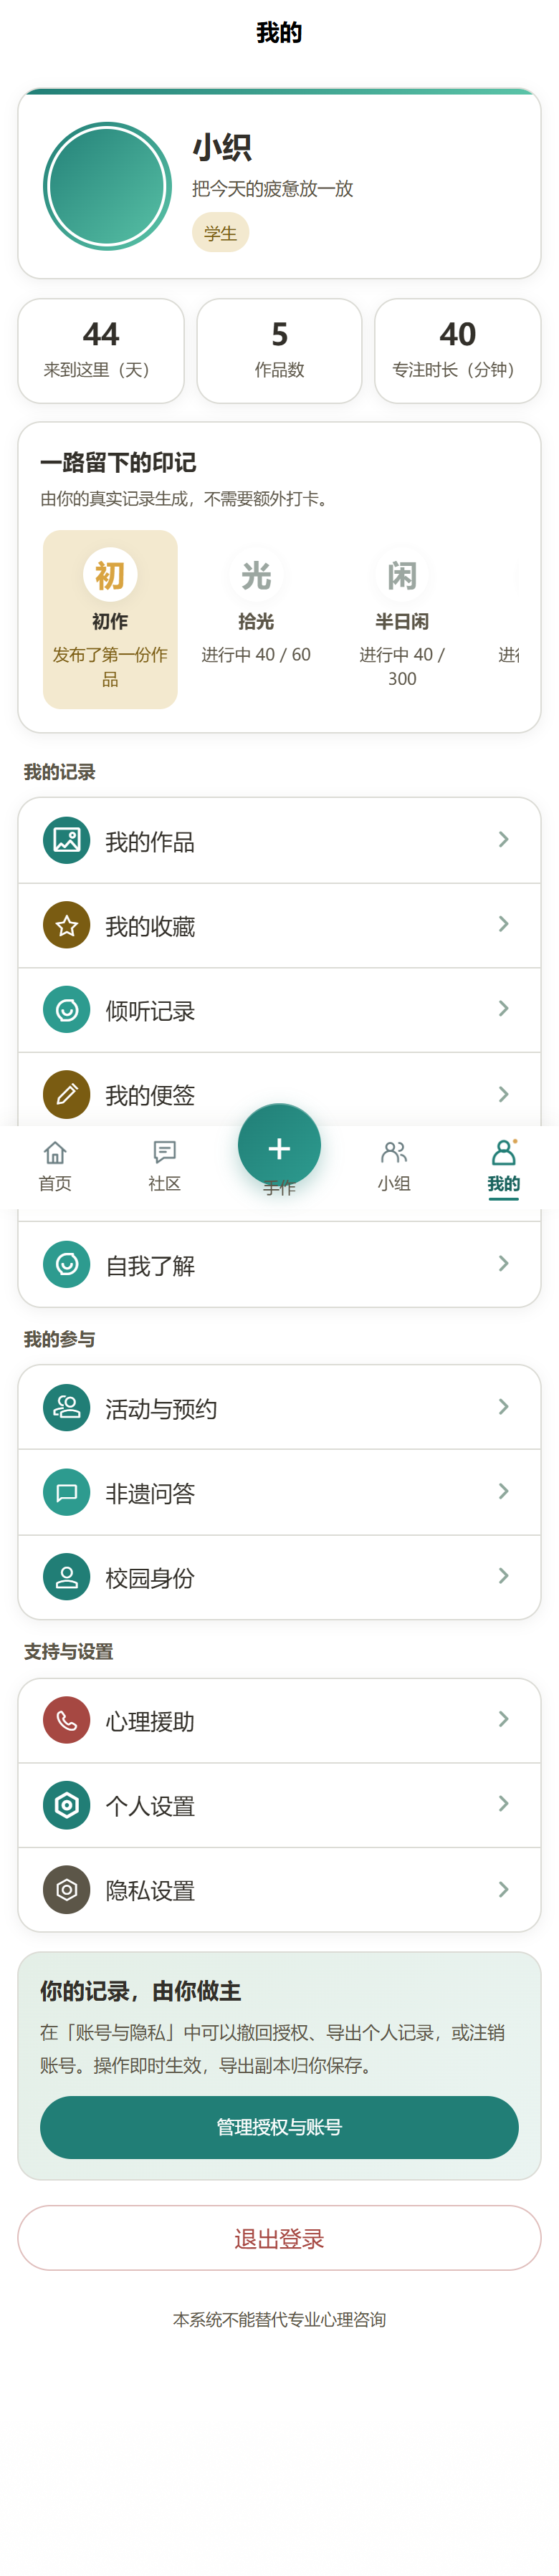 我的
小织
把今天的疲惫放一放
学生
44
来到这里（天）
5
作品数
40
专注时长（分钟）
一路留下的印记
由你的真实记录生成，不需要额外打卡。
初
初作
发布了第一份作
品
光
拾光
进行中 40 / 60
闲
半日闲
进行中 40 /
300
进
我的记录
我的作品
我的收藏
倾听记录
我的便签
首页
社区
+
手作
小组
我的
自我了解
我的参与
活动与预约
非遗问答
校园身份
支持与设置
心理援助
个人设置
隐私设置
你的记录，由你做主
在「账号与隐私」中可以撤回授权、导出个人记录，或注销
账号。操作即时生效，导出副本归你保存。
管理授权与账号
退出登录
本系统不能替代专业心理咨询